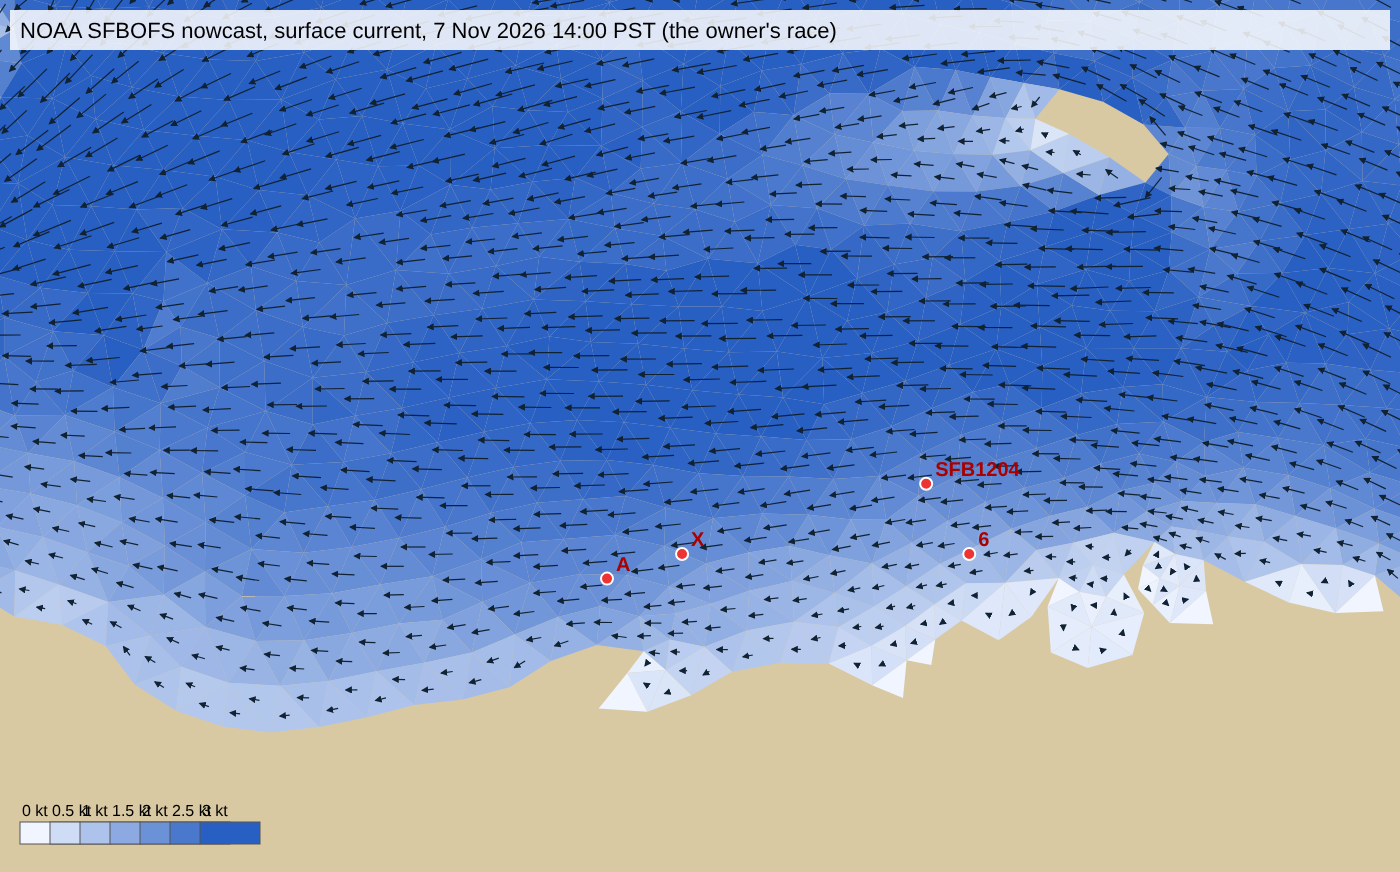 NOAA SFBOFS nowcast, surface current, 7 Nov 2026 14:00 PST (the owner's race)
SFB1204
X
6
A
0 kt 0.5 kt 1 kt 1.5 kt 2 kt 2.5 kt 3 kt